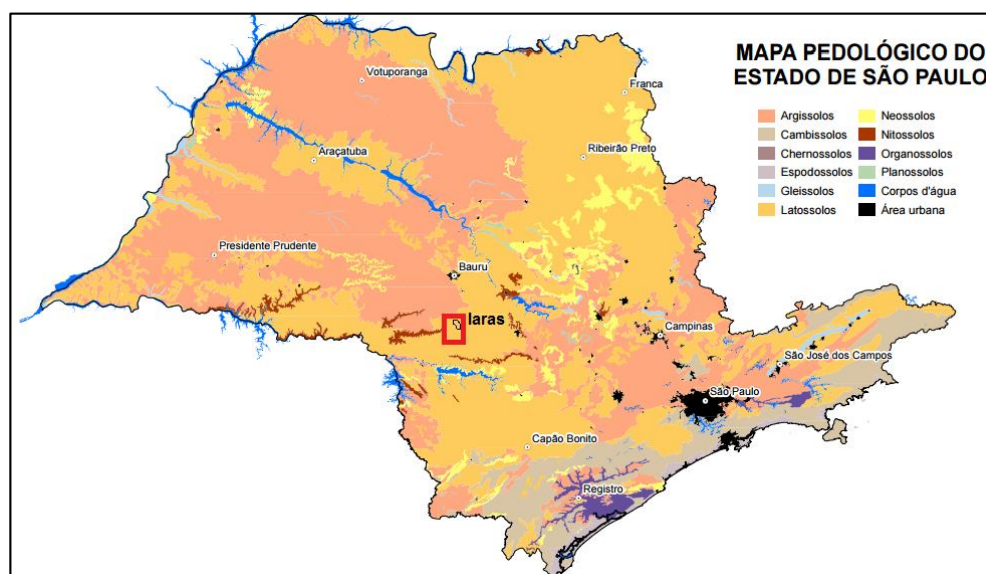 MAPA PEDOLÓGICO DO
ESTADO DE SÃO PAULO
Argissolos
Cambissolos
Chernossolos
Espodossolos
Gleissolos
Latossolos
Neossolos
Nitossolos
Organossolos
Planossolos
Corpos d'água
Área urbana
Votuporanga
Franca
Araçatuba
Ribeirão Preto
Presidente Prudente
Bauru
Iaras
Campinas
São José dos Campos
São Paulo
Capão Bonito
Registro